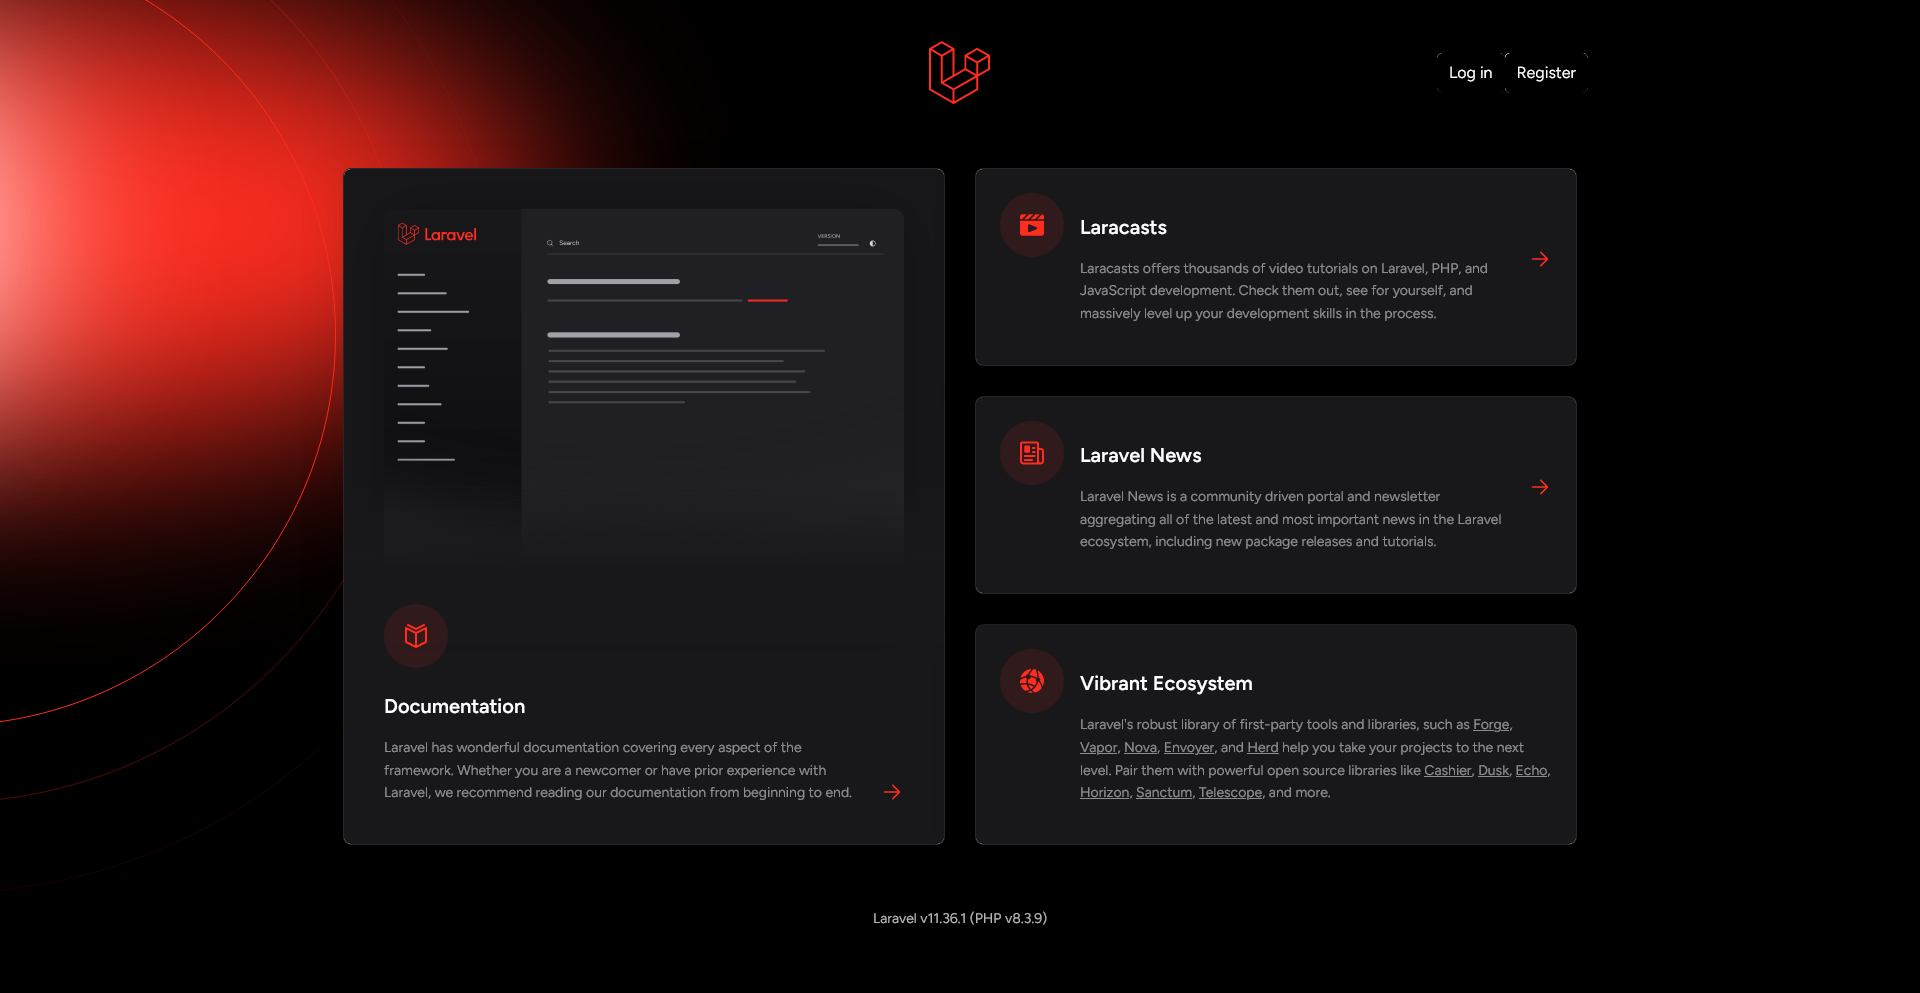 Log in Register
Laravel
Search
VERSION
Documentation
Laravel has wonderful documentation covering every aspect of the
framework. Whether you are a newcomer or have prior experience with
Laravel, we recommend reading our documentation from beginning to end.
Laracasts
Laracasts offers thousands of video tutorials on Laravel, PHP, and
JavaScript development. Check them out, see for yourself, and
massively level up your development skills in the process.
Laravel News
Laravel News is a community driven portal and newsletter
aggregating all of the latest and most important news in the Laravel
ecosystem, including new package releases and tutorials.
Vibrant Ecosystem
Laravel's robust library of first-party tools and libraries, such as Forge,
Vapor, Nova, Envoyer, and Herd help you take your projects to the next
level. Pair them with powerful open source libraries like Cashier, Dusk, Echo,
Horizon, Sanctum, Telescope, and more.
Laravel v11.36.1 (PHP v8.3.9)